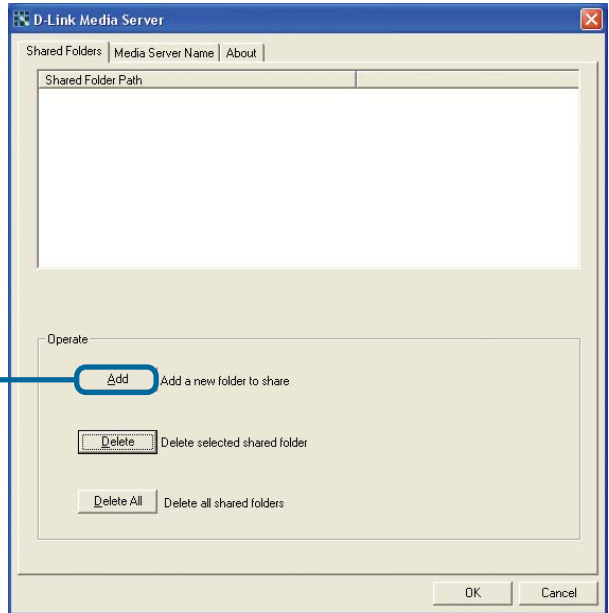 D-Link Media Server
Shared Folders Media Server Name About
Shared Folder Path
Operate
Add Add a new folder to share
Delete Delete selected shared folder
Delete All Delete all shared folders
OK Cancel